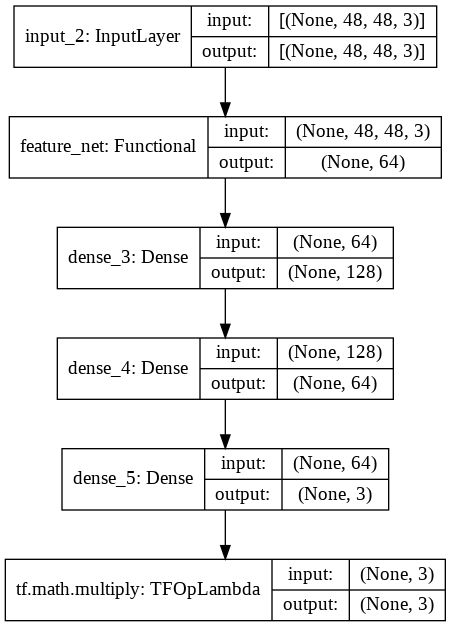 input_2: InputLayer
input: [(None, 48, 48, 3)]
output: [(None, 48, 48, 3)]
feature_net: Functional
input: (None, 48, 48, 3)
output: (None, 64)
dense_3: Dense
input: (None, 64)
output: (None, 128)
dense_4: Dense
input: (None, 128)
output: (None, 64)
dense_5: Dense
input: (None, 64)
output: (None, 3)
tf.math.multiply: TFOpLambda
input: (None, 3)
output: (None, 3)